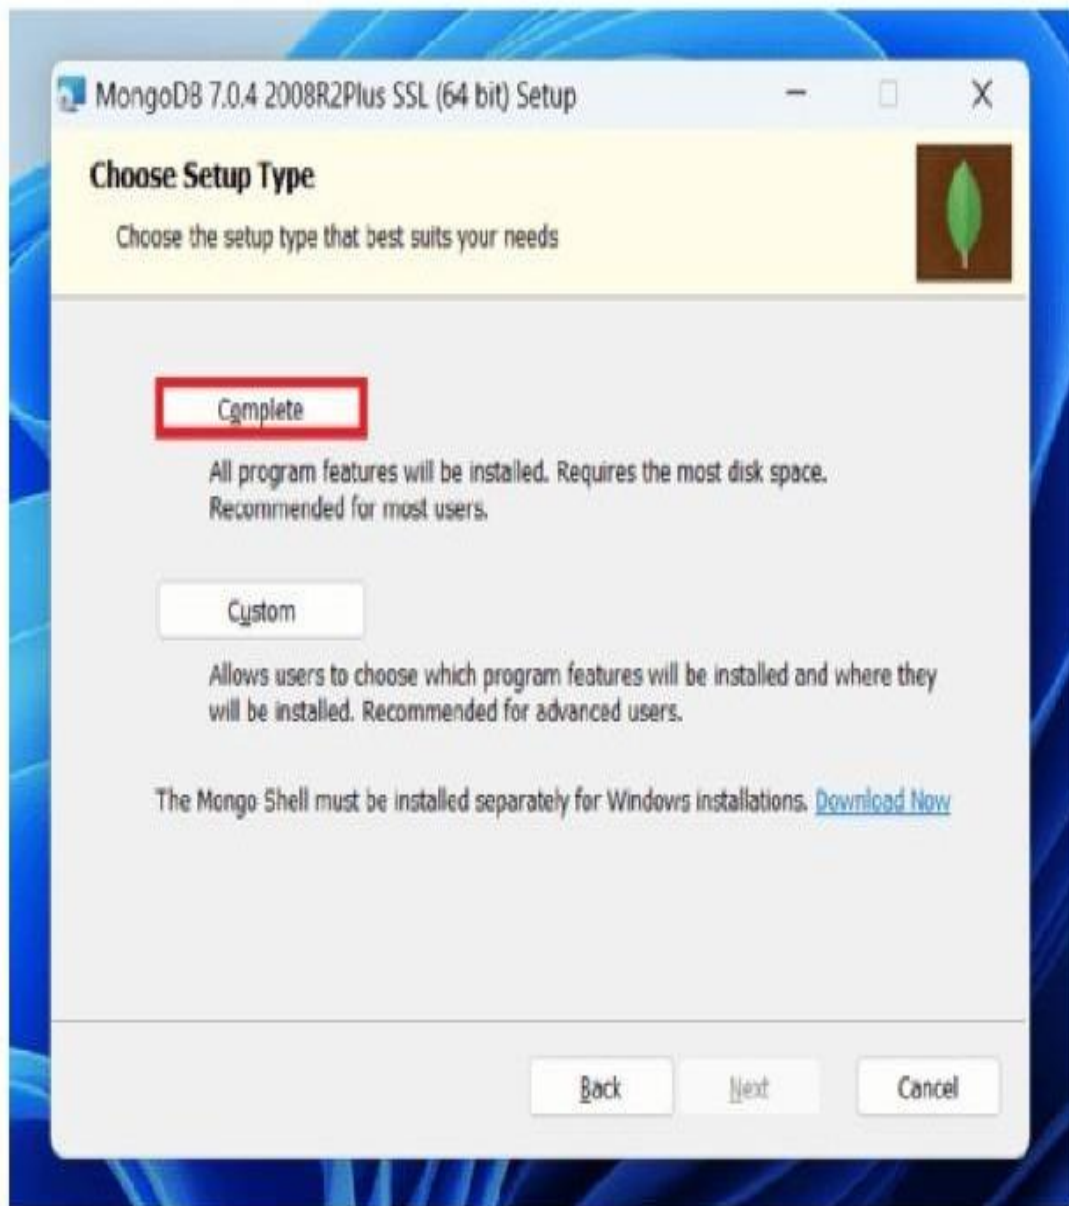 MongoDB 7.0.4 2008R2Plus SSL (64 bit) Setup
Choose Setup Type
Choose the setup type that best suits your needs
Complete
All program features will be installed. Requires the most disk space.
Recommended for most users.
Custom
Allows users to choose which program features will be installed and where they
will be installed. Recommended for advanced users.
The Mongo Shell must be installed separately for Windows installations. Download Now
Back Next Cancel